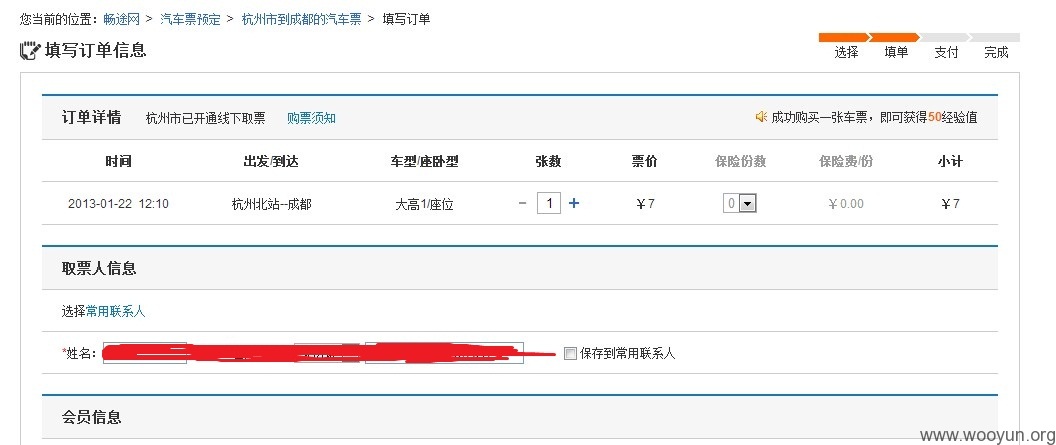 您当前的位置：畅途网 > 汽车票预定 > 杭州市到成都的汽车票 > 填写订单
填写订单信息
选择 填单 支付 完成
订单详情 杭州市已开通线下取票 购票须知 成功购买一张车票，即可获得50经验值
时间 出发/到达 车型/座卧型 张数 票价 保险份数 保险费/份 小计
2013-01-22 12:10 杭州北站--成都 大高1/座位 - 1 + ￥7 0 ￥0.00 ￥7
取票人信息
选择常用联系人
*姓名： 保存到常用联系人
会员信息
www.wooyun.org